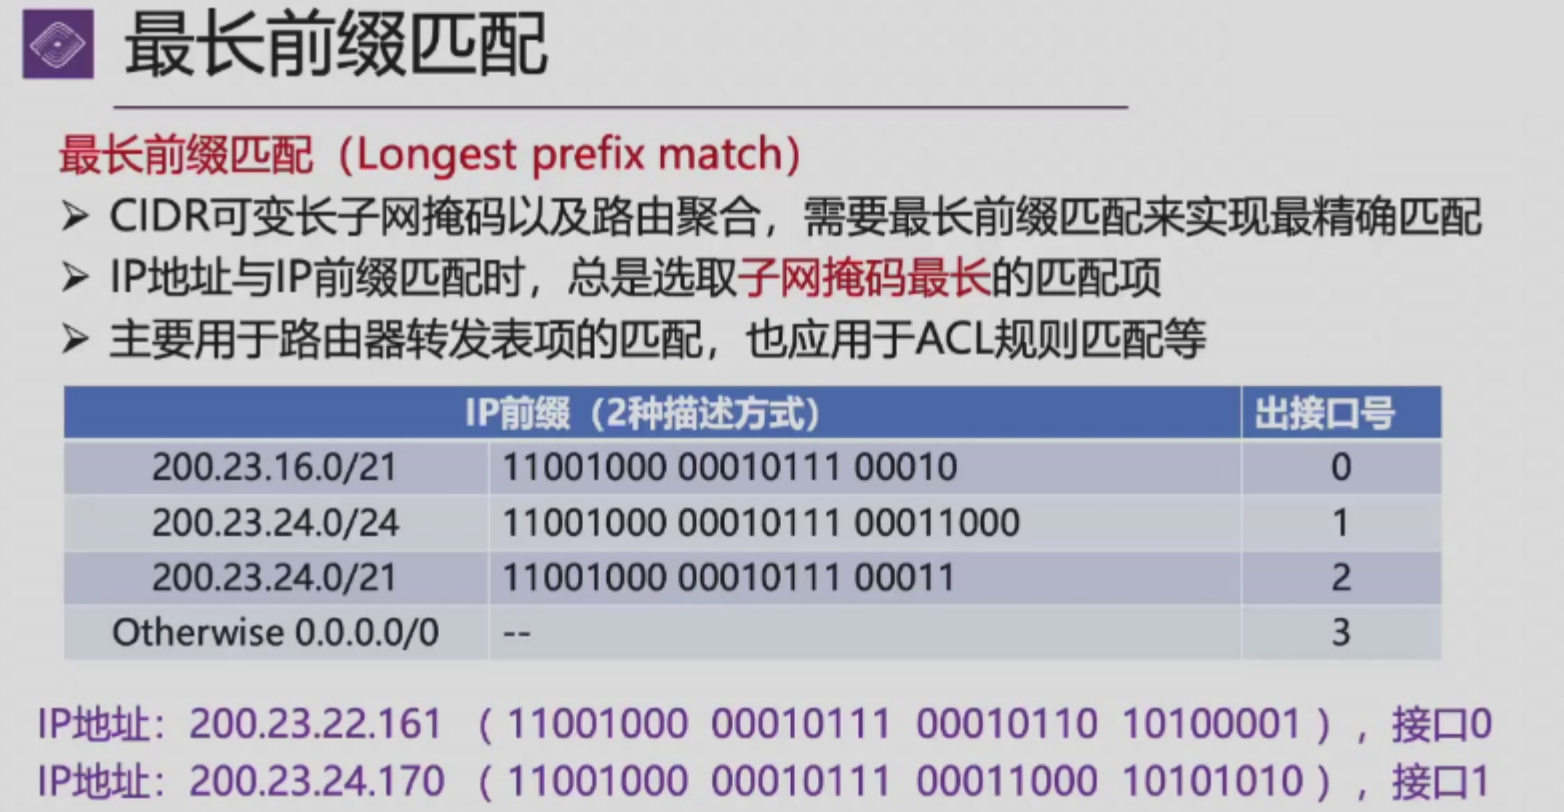 最长前缀匹配
最长前缀匹配（Longest prefix match）
➢ CIDR可变长子网掩码以及路由聚合，需要最长前缀匹配来实现最精确匹配
➢ IP地址与IP前缀匹配时，总是选取子网掩码最长的匹配项
➢ 主要用于路由器转发表项的匹配，也应用于ACL规则匹配等
IP前缀（2种描述方式） 出接口号
200.23.16.0/21 11001000 00010111 00010 0
200.23.24.0/24 11001000 00010111 00011000 1
200.23.24.0/21 11001000 00010111 00011 2
Otherwise 0.0.0.0/0 -- 3
IP地址：200.23.22.161 （ 11001000 00010111 00010110 10100001 ），接口0
IP地址：200.23.24.170 （ 11001000 00010111 00011000 10101010 ），接口1